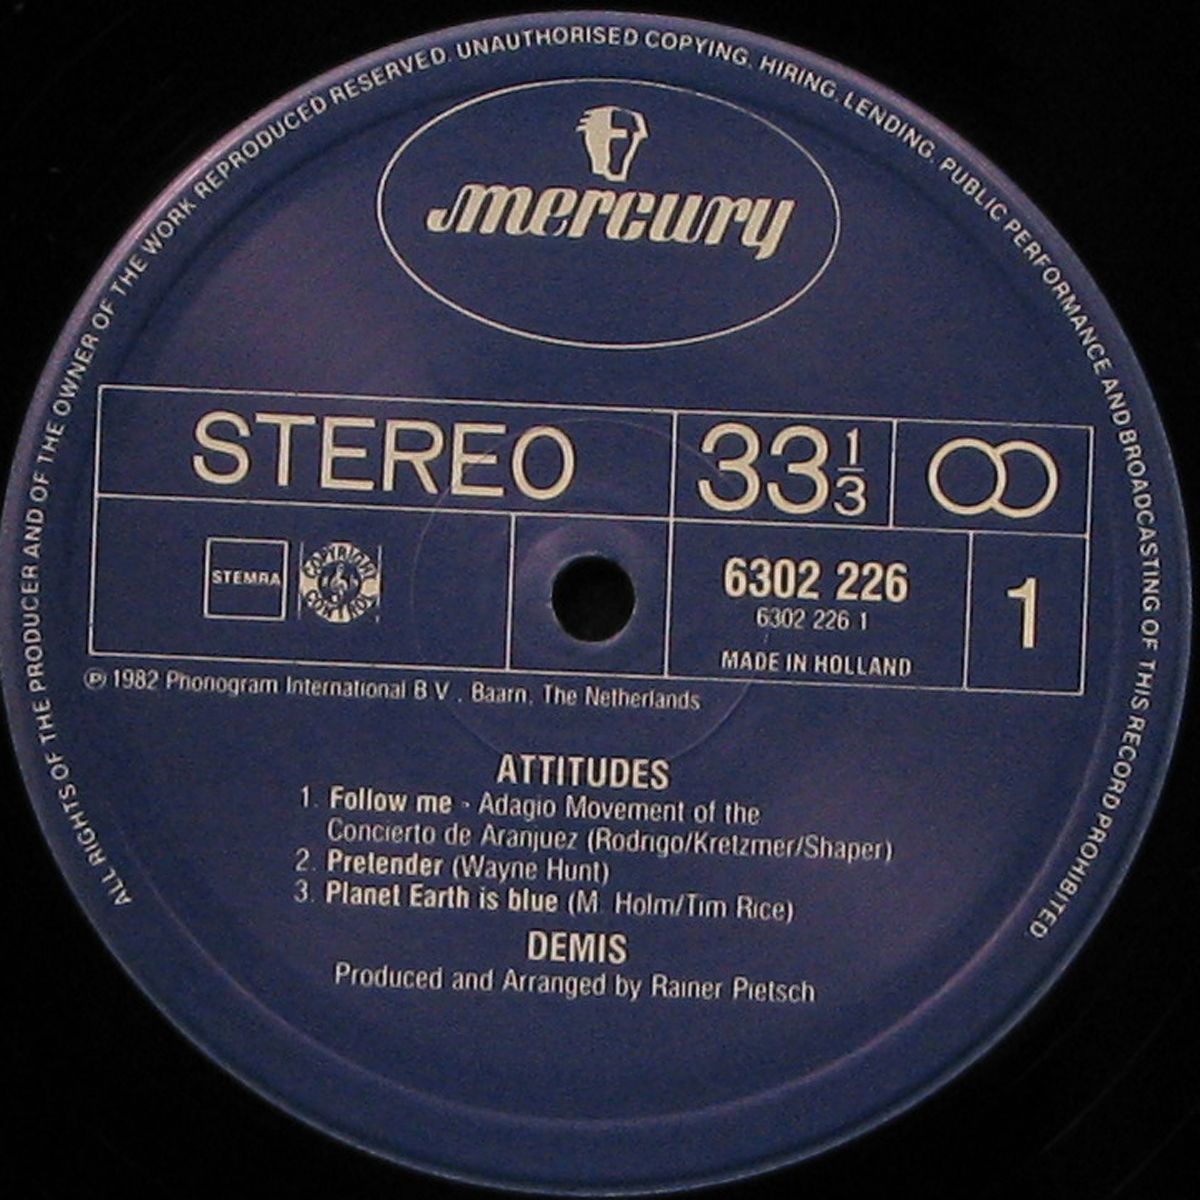 ALL RIGHTS OF THE PRODUCER AND OF THE OWNER OF THE WORK REPRODUCED RESERVED. UNAUTHORISED COPYING. HIRING. LENDING. PUBLIC PERFORMANCE AND BROADCASTING OF THIS RECORD PROHIBITED.
mercury
STEREO
33 1/3
STEMRA
COPYRIGHT CONTROL
6302 226
6302 226 1
MADE IN HOLLAND
1
℗ 1982 Phonogram International B V . Baarn, The Netherlands
ATTITUDES
1. Follow me - Adagio Movement of the
Concierto de Aranjuez (Rodrigo/Kretzmer/Shaper)
2. Pretender (Wayne Hunt)
3. Planet Earth is blue (M. Holm/Tim Rice)
DEMIS
Produced and Arranged by Rainer Pietsch